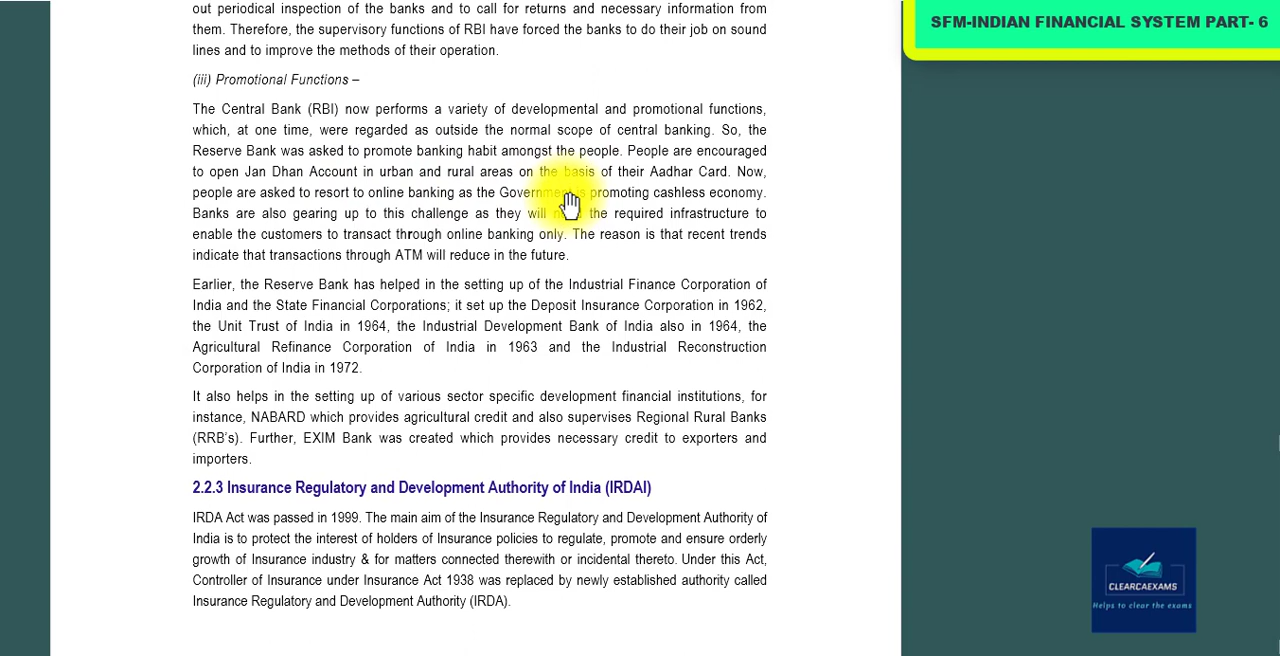 out periodical inspection of the banks and to call for returns and necessary information from
them. Therefore, the supervisory functions of RBI have forced the banks to do their job on sound
lines and to improve the methods of their operation.
(iii) Promotional Functions –
The Central Bank (RBI) now performs a variety of developmental and promotional functions,
which, at one time, were regarded as outside the normal scope of central banking. So, the
Reserve Bank was asked to promote banking habit amongst the people. People are encouraged
to open Jan Dhan Account in urban and rural areas on the basis of their Aadhar Card. Now,
people are asked to resort to online banking as the Government is promoting cashless economy.
Banks are also gearing up to this challenge as they will the required infrastructure to
enable the customers to transact through online banking only. The reason is that recent trends
indicate that transactions through ATM will reduce in the future.
Earlier, the Reserve Bank has helped in the setting up of the Industrial Finance Corporation of
India and the State Financial Corporations; it set up the Deposit Insurance Corporation in 1962,
the Unit Trust of India in 1964, the Industrial Development Bank of India also in 1964, the
Agricultural Refinance Corporation of India in 1963 and the Industrial Reconstruction
Corporation of India in 1972.
It also helps in the setting up of various sector specific development financial institutions, for
instance, NABARD which provides agricultural credit and also supervises Regional Rural Banks
(RRB's). Further, EXIM Bank was created which provides necessary credit to exporters and
importers.
2.2.3 Insurance Regulatory and Development Authority of India (IRDAI)
IRDA Act was passed in 1999. The main aim of the Insurance Regulatory and Development Authority of
India is to protect the interest of holders of Insurance policies to regulate, promote and ensure orderly
growth of Insurance industry & for matters connected therewith or incidental thereto. Under this Act,
Controller of Insurance under Insurance Act 1938 was replaced by newly established authority called
Insurance Regulatory and Development Authority (IRDA).
SFM-INDIAN FINANCIAL SYSTEM PART- 6
CLEARCAEXAMS
Helps to clear the exams